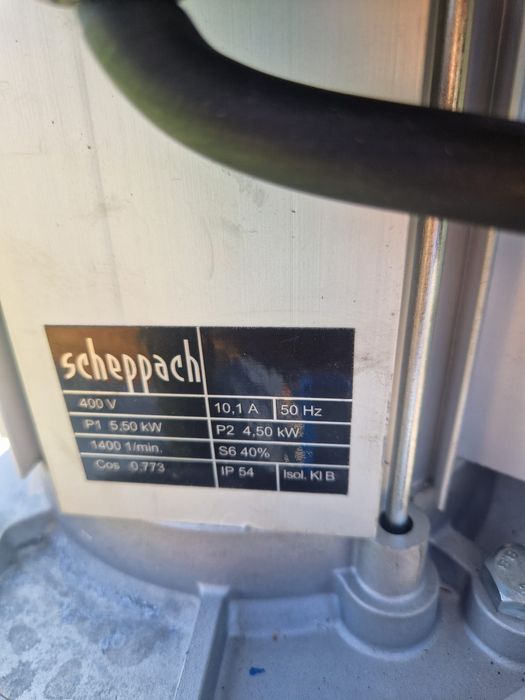 scheppach
400 V 10,1 A 50 Hz
P1 5,50 kW P2 4,50 kW
1400 1/min. S6 40%
Cos 0,773 IP 54 Isol. Kl B